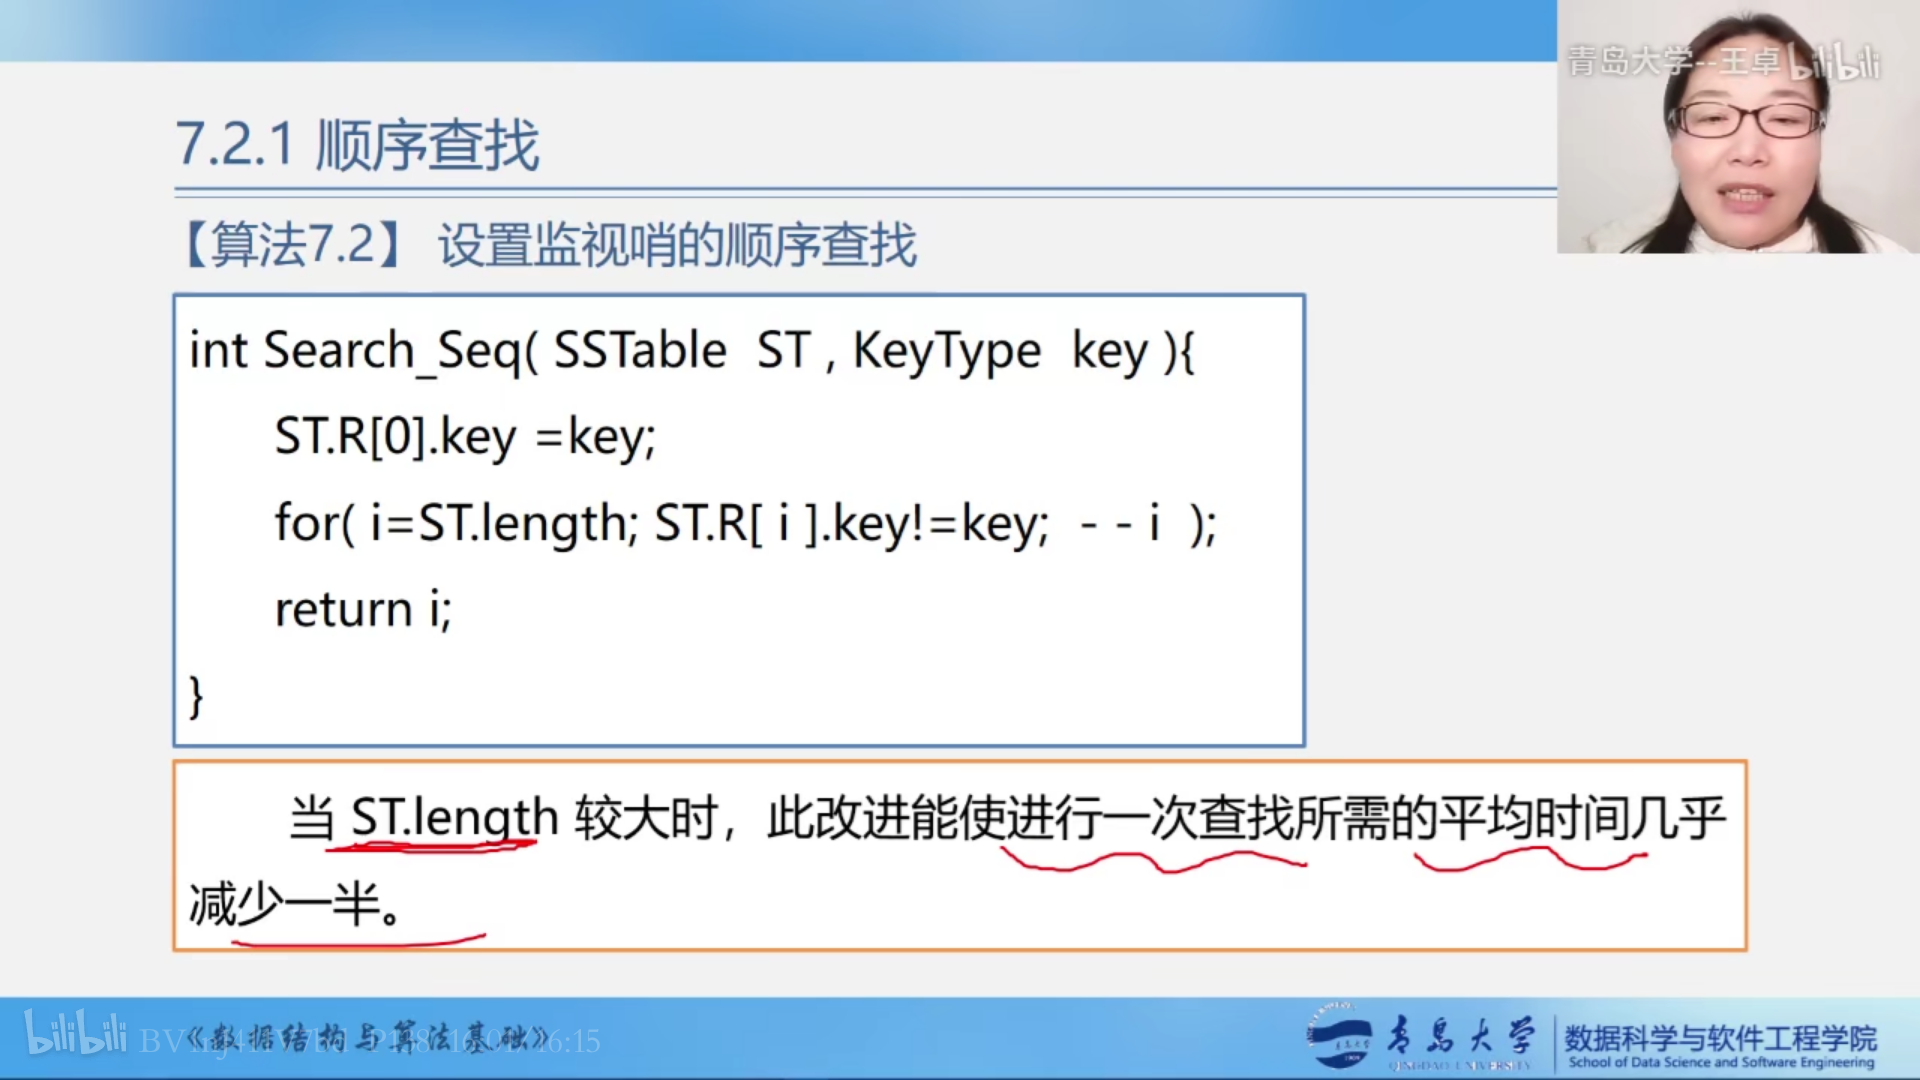 青岛大学--王卓 bilibili
7.2.1 顺序查找
【算法7.2】 设置监视哨的顺序查找
int Search_Seq( SSTable ST , KeyType key ){
ST.R[0].key =key;
for( i=ST.length; ST.R[ i ].key!=key; - - i );
return i;
}
当 ST.length 较大时，此改进能使进行一次查找所需的平均时间几乎
减少一半。
bilibili
《数据结构与算法基础》
青岛大学
QINGDAO UNIVERSITY
数据科学与软件工程学院
School of Data Science and Software Engineering